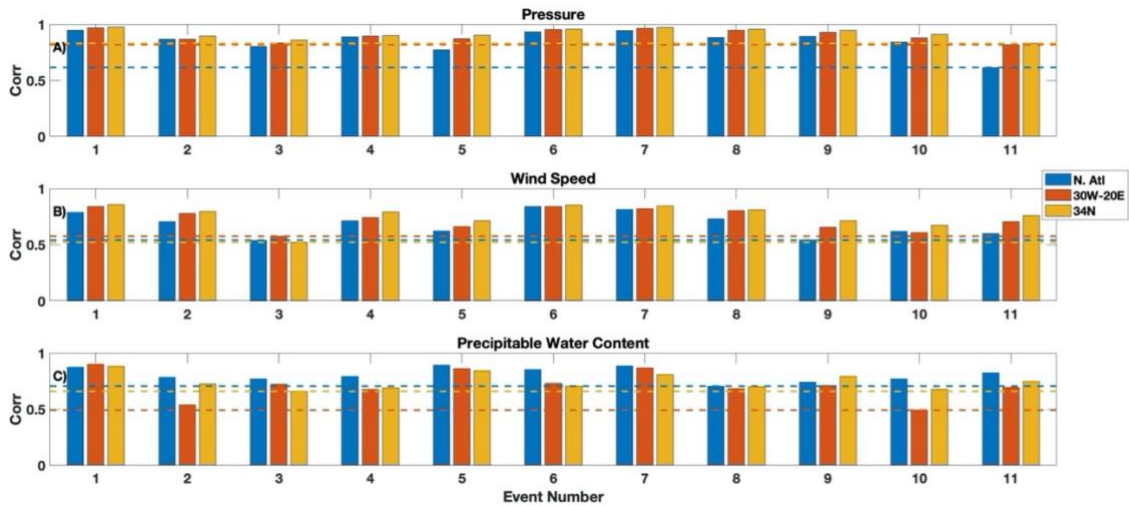 Pressure
A)
Corr
1
0.5
0
1 2 3 4 5 6 7 8 9 10 11
Wind Speed
B)
Corr
1
0.5
0
1 2 3 4 5 6 7 8 9 10 11
N. Atl
30W-20E
34N
Precipitable Water Content
C)
Corr
1
0.5
0
1 2 3 4 5 6 7 8 9 10 11
Event Number